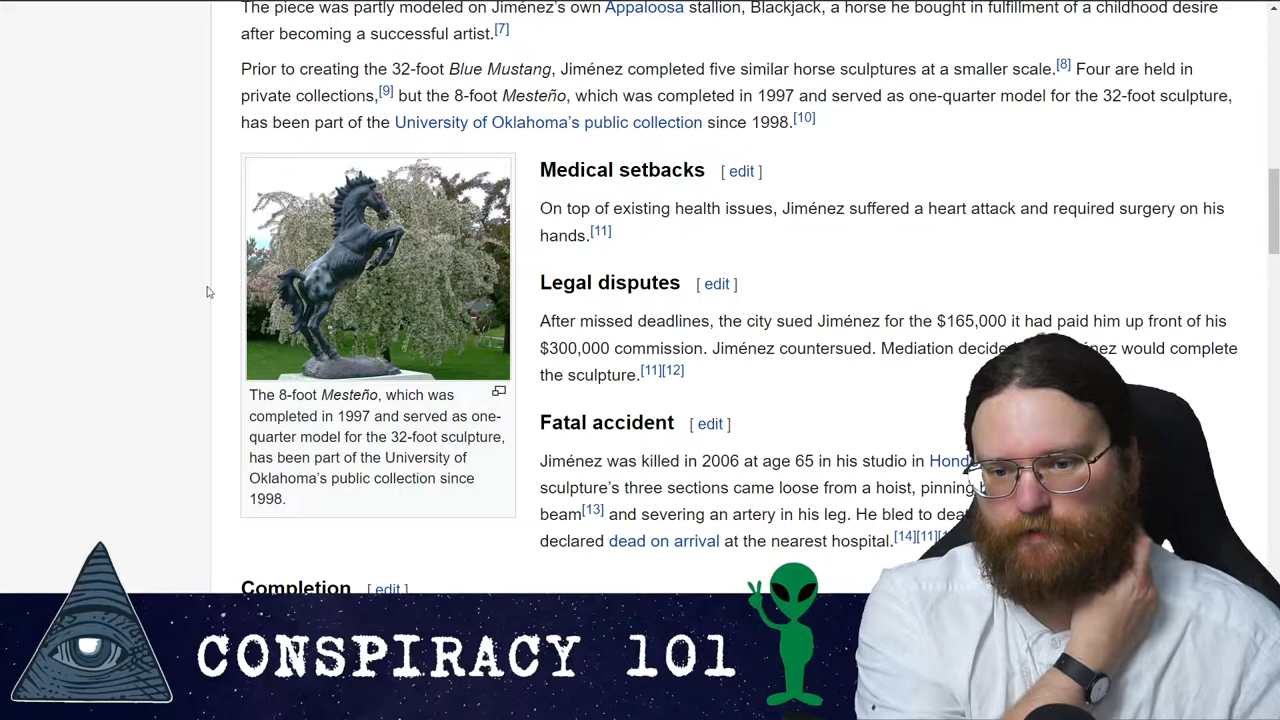 The piece was partly modeled on Jiménez's own Appaloosa stallion, Blackjack, a horse he bought in fulfillment of a childhood desire
after becoming a successful artist.[7]
Prior to creating the 32-foot Blue Mustang, Jiménez completed five similar horse sculptures at a smaller scale.[8] Four are held in
private collections,[9] but the 8-foot Mesteño, which was completed in 1997 and served as one-quarter model for the 32-foot sculpture,
has been part of the University of Oklahoma's public collection since 1998.[10]
The 8-foot Mesteño, which was
completed in 1997 and served as one-
quarter model for the 32-foot sculpture,
has been part of the University of
Oklahoma's public collection since
1998.
Medical setbacks [ edit ]
On top of existing health issues, Jiménez suffered a heart attack and required surgery on his
hands.[11]
Legal disputes [ edit ]
After missed deadlines, the city sued Jiménez for the $165,000 it had paid him up front of his
$300,000 commission. Jiménez countersued. Mediation would complete
the sculpture.[11][12]
Fatal accident [ edit ]
Jiménez was killed in 2006 at age 65 in his studio in
sculpture's three sections came loose from a hoist, pinning
beam[13] and severing an artery in his leg. He bled to
declared dead on arrival at the nearest hospital.[14][11]
Completion [ edit ]
CONSPIRACY 101